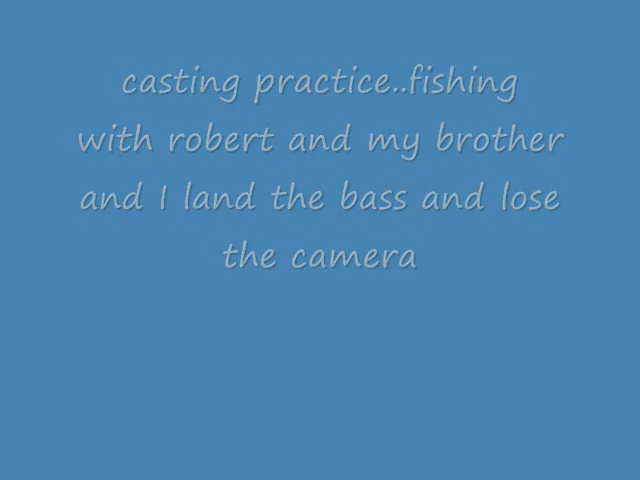 casting practice..fishing
with robert and my brother
and I land the bass and lose
the camera